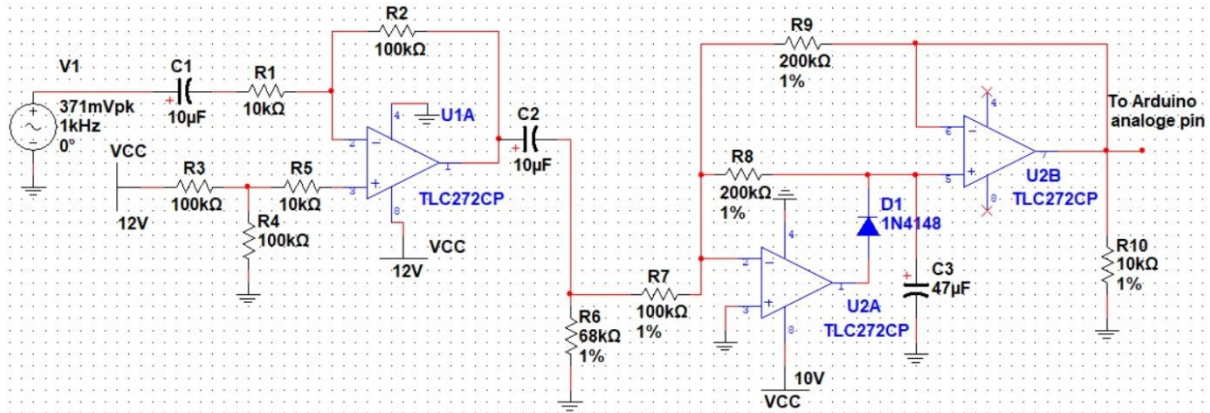 V1
371mVpk
1kHz
0°
C1
10µF
R1
10kΩ
R2
100kΩ
U1A
TLC272CP
4
2
3
1
8
VCC
12V
R3
100kΩ
R5
10kΩ
R4
100kΩ
VCC
12V
C2
10µF
R6
68kΩ
1%
R7
100kΩ
1%
R8
200kΩ
1%
R9
200kΩ
1%
U2A
TLC272CP
4
2
3
1
8
10V
VCC
D1
1N4148
C3
47µF
U2B
TLC272CP
4
6
5
7
8
To Arduino
analoge pin
R10
10kΩ
1%